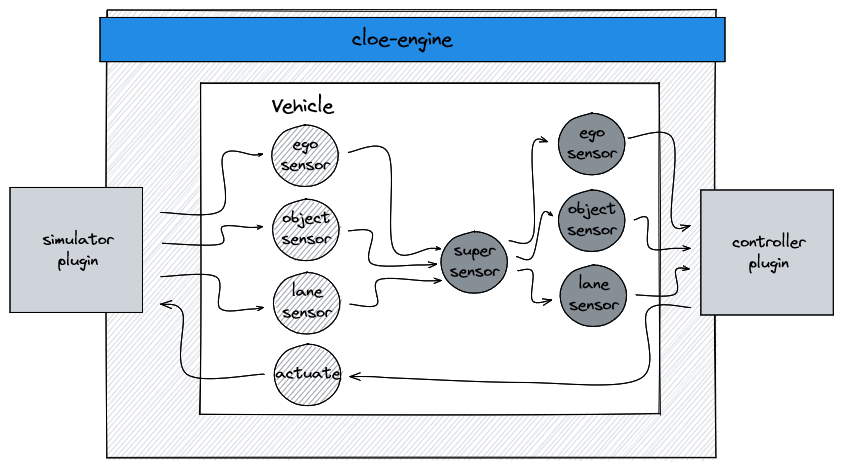 cloe-engine
Vehicle
ego
sensor
object
sensor
lane
sensor
actuate
super
sensor
ego
sensor
object
sensor
lane
sensor
simulator
plugin
controller
plugin